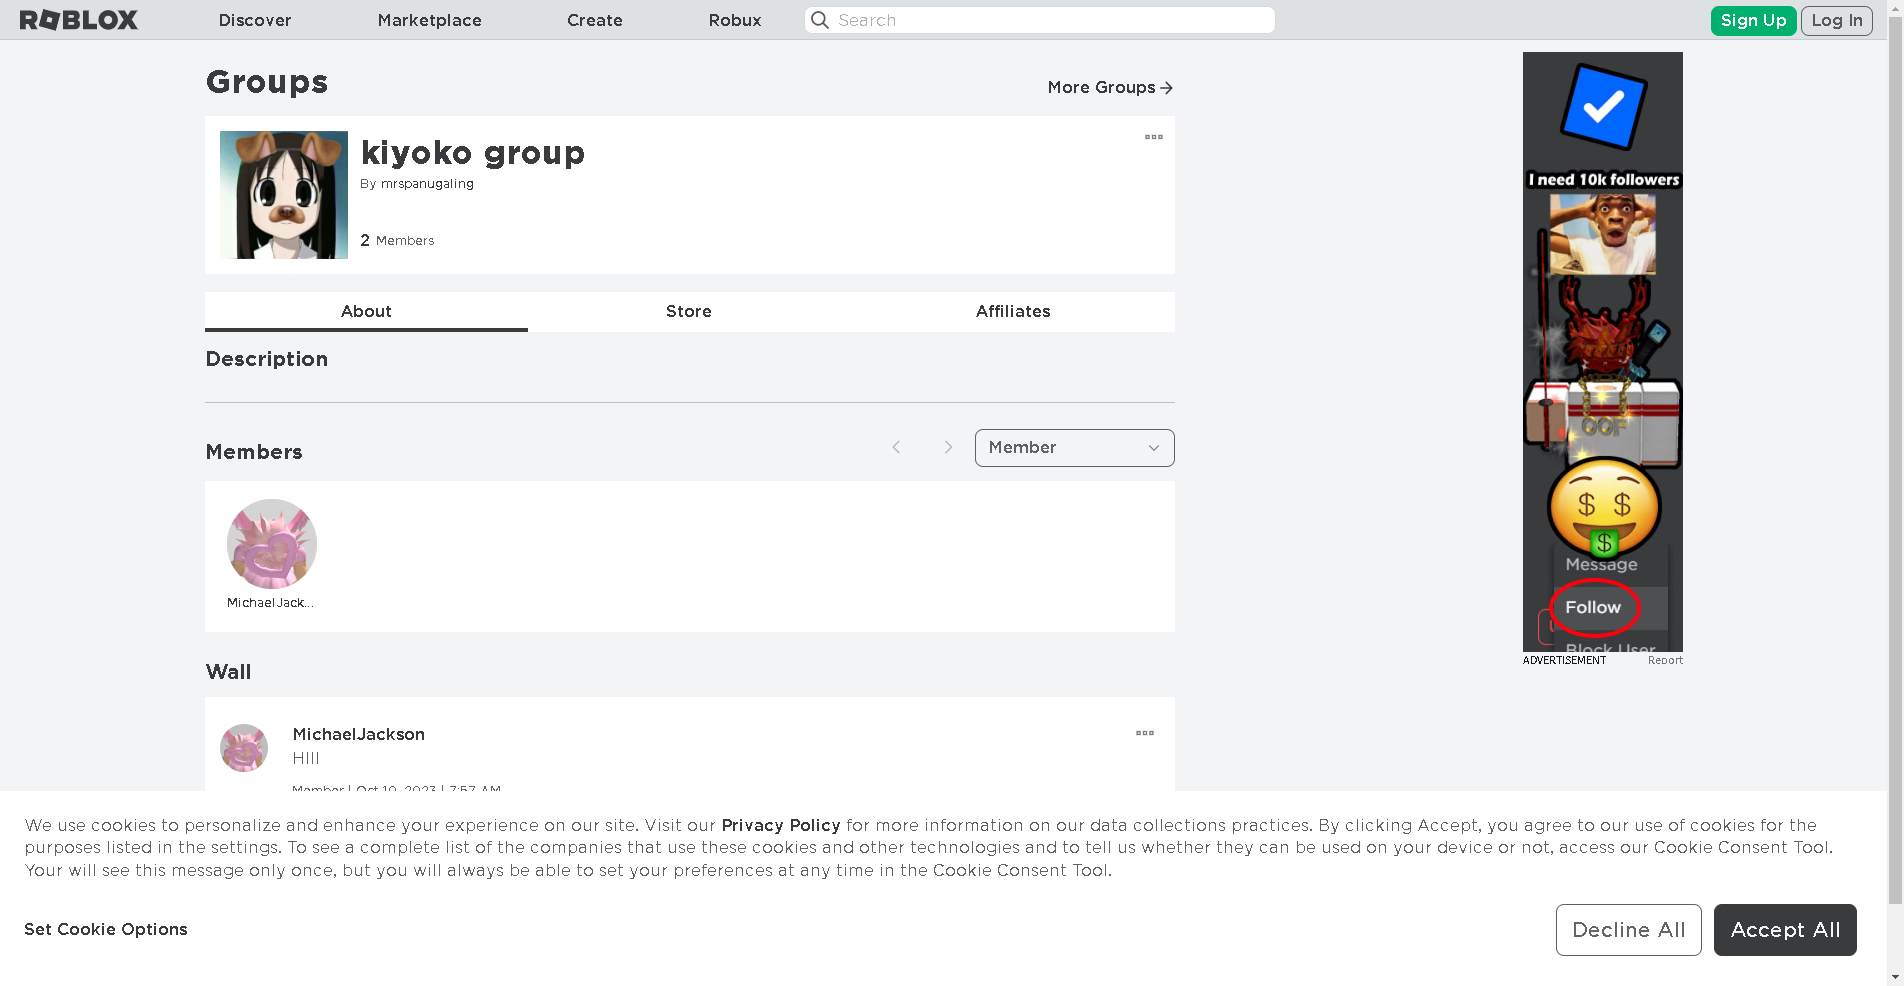 ROBLOX Discover Marketplace Create Robux Search Sign Up Log In
Groups
More Groups
kiyoko group
By mrspanugaling
2 Members
About Store Affiliates
Description
Members
Member
MichaelJack...
Wall
MichaelJackson
HIII
Member | Oct 10, 2023 | 7:57 AM
I need 10k followers
OOF
$ $
$
Message
Follow
Block User
ADVERTISEMENT Report
We use cookies to personalize and enhance your experience on our site. Visit our Privacy Policy for more information on our data collections practices. By clicking Accept, you agree to our use of cookies for the
purposes listed in the settings. To see a complete list of the companies that use these cookies and other technologies and to tell us whether they can be used on your device or not, access our Cookie Consent Tool.
Your will see this message only once, but you will always be able to set your preferences at any time in the Cookie Consent Tool.
Set Cookie Options Decline All Accept All